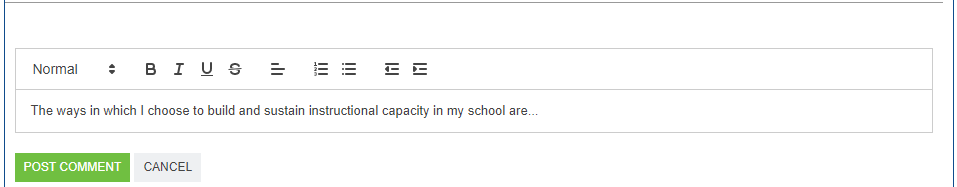 Normal B I U S
The ways in which I choose to build and sustain instructional capacity in my school are...
POST COMMENT CANCEL